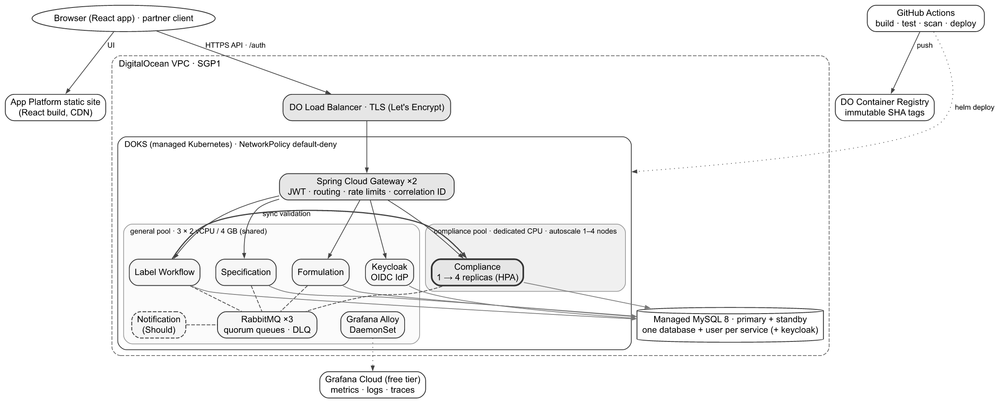 Browser (React app) · partner client
GitHub Actions
build · test · scan · deploy
UI
HTTPS API · /auth
push
DigitalOcean VPC · SGP1
App Platform static site
(React build, CDN)
DO Load Balancer · TLS (Let's Encrypt)
DO Container Registry
immutable SHA tags
helm deploy
DOKS (managed Kubernetes) · NetworkPolicy default-deny
Spring Cloud Gateway ×2
JWT · routing · rate limits · correlation ID
sync validation
general pool · 3 × 2 vCPU / 4 GB (shared)
compliance pool · dedicated CPU · autoscale 1–4 nodes
Label Workflow
Specification
Formulation
Keycloak
OIDC IdP
Compliance
1 → 4 replicas (HPA)
Notification
(Should)
RabbitMQ ×3
quorum queues · DLQ
Grafana Alloy
DaemonSet
Managed MySQL 8 · primary + standby
one database + user per service (+ keycloak)
Grafana Cloud (free tier)
metrics · logs · traces